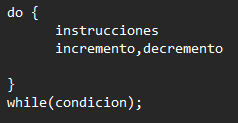 do {
instrucciones
incremento,decremento
}
while(condicion);